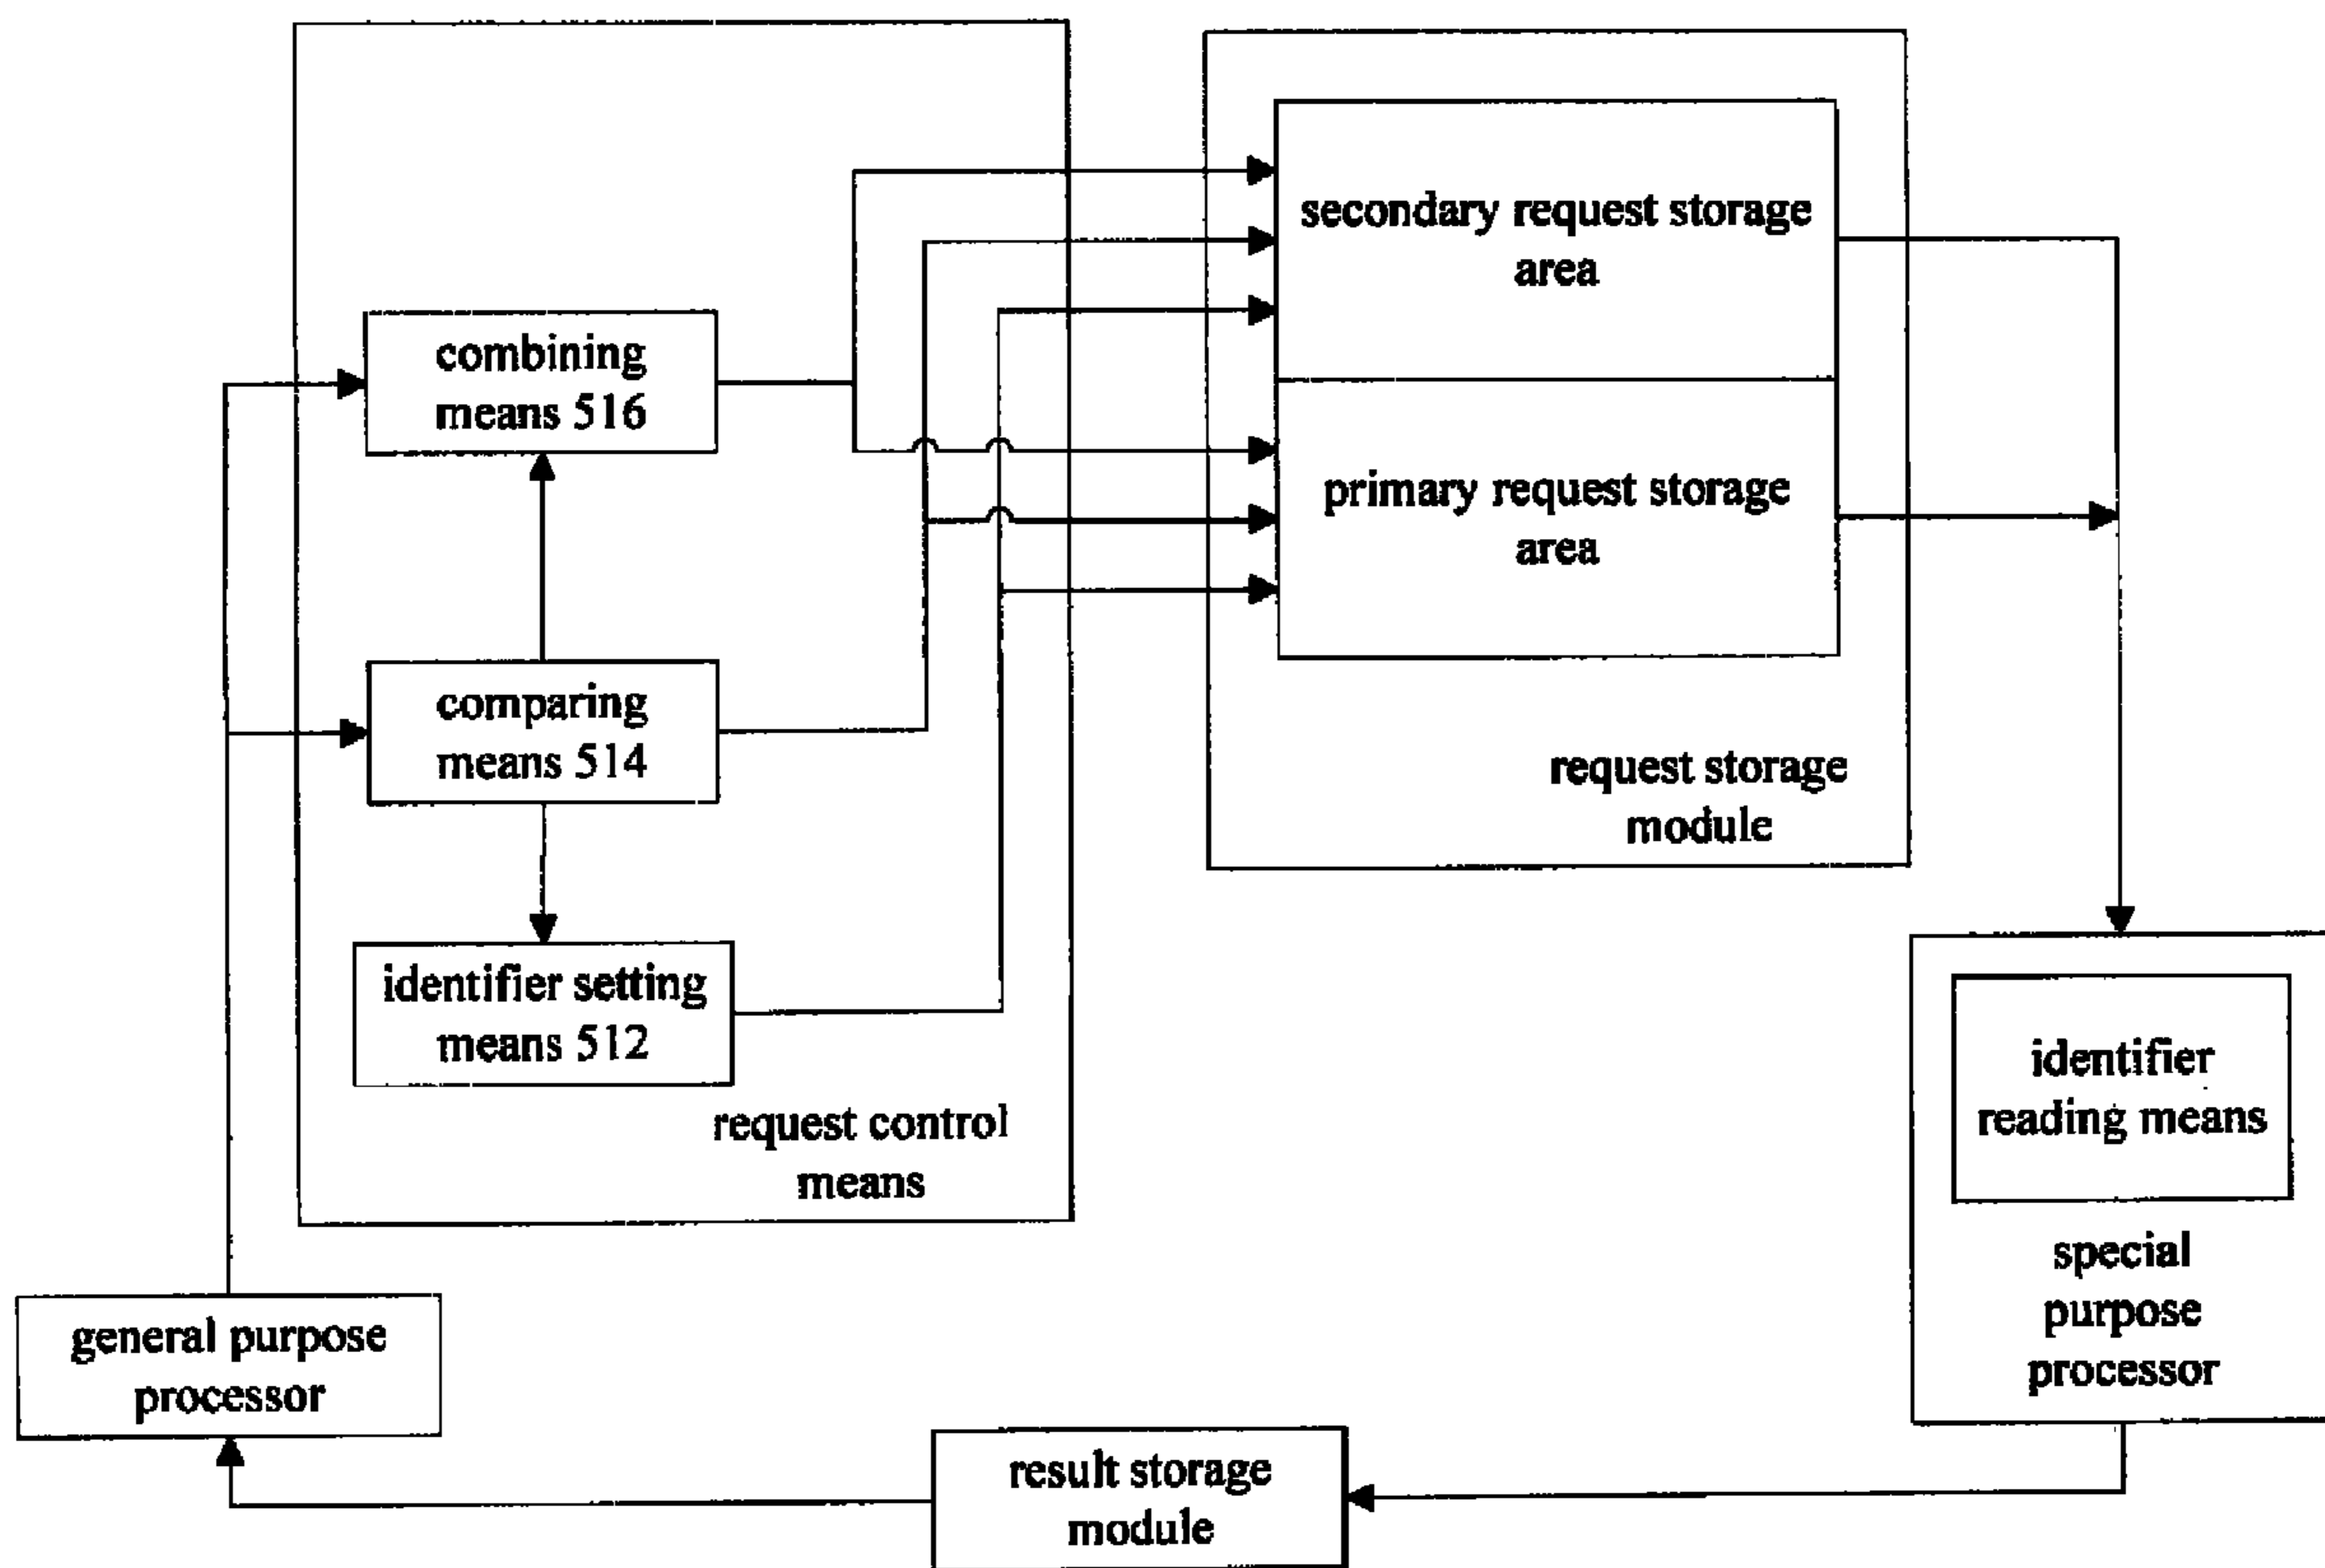 secondary request storage
area
combining
means 516
primary request storage
area
comparing
means 514
request storage
module
identifier setting
means 512
identifier
reading means
request control
means
special
purpose
processor
general purpose
processor
result storage
module